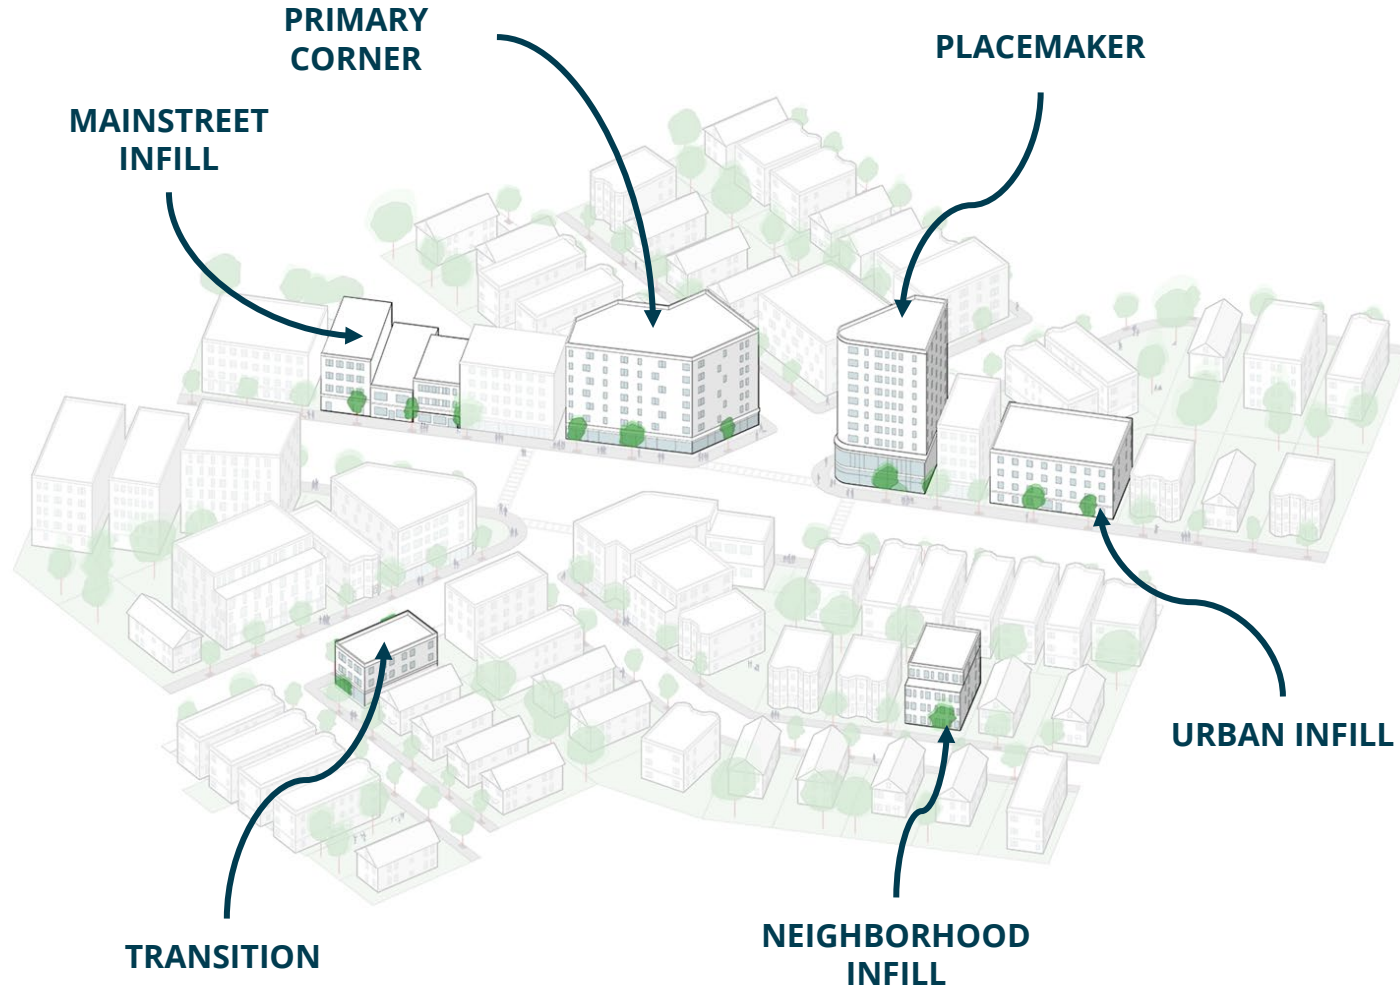 PRIMARY
CORNER
PLACEMAKER
MAINSTREET
INFILL
URBAN INFILL
TRANSITION
NEIGHBORHOOD
INFILL